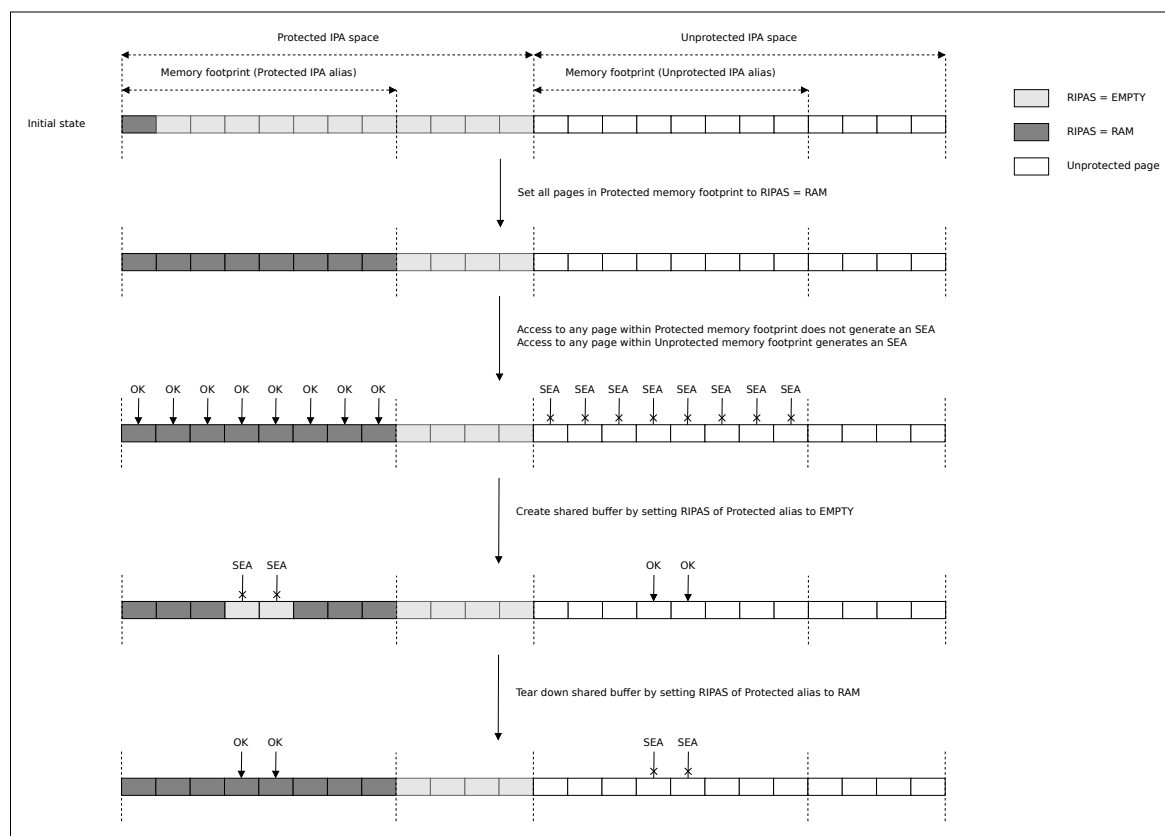 Protected IPA space
Unprotected IPA space
Memory footprint (Protected IPA alias)
Memory footprint (Unprotected IPA alias)
RIPAS = EMPTY
Initial state
RIPAS = RAM
Unprotected page
Set all pages in Protected memory footprint to RIPAS = RAM
Access to any page within Protected memory footprint does not generate an SEA
Access to any page within Unprotected memory footprint generates an SEA
OK OK OK OK OK OK OK OK SEA SEA SEA SEA SEA SEA SEA SEA
Create shared buffer by setting RIPAS of Protected alias to EMPTY
SEA SEA OK OK
Tear down shared buffer by setting RIPAS of Protected alias to RAM
OK OK SEA SEA